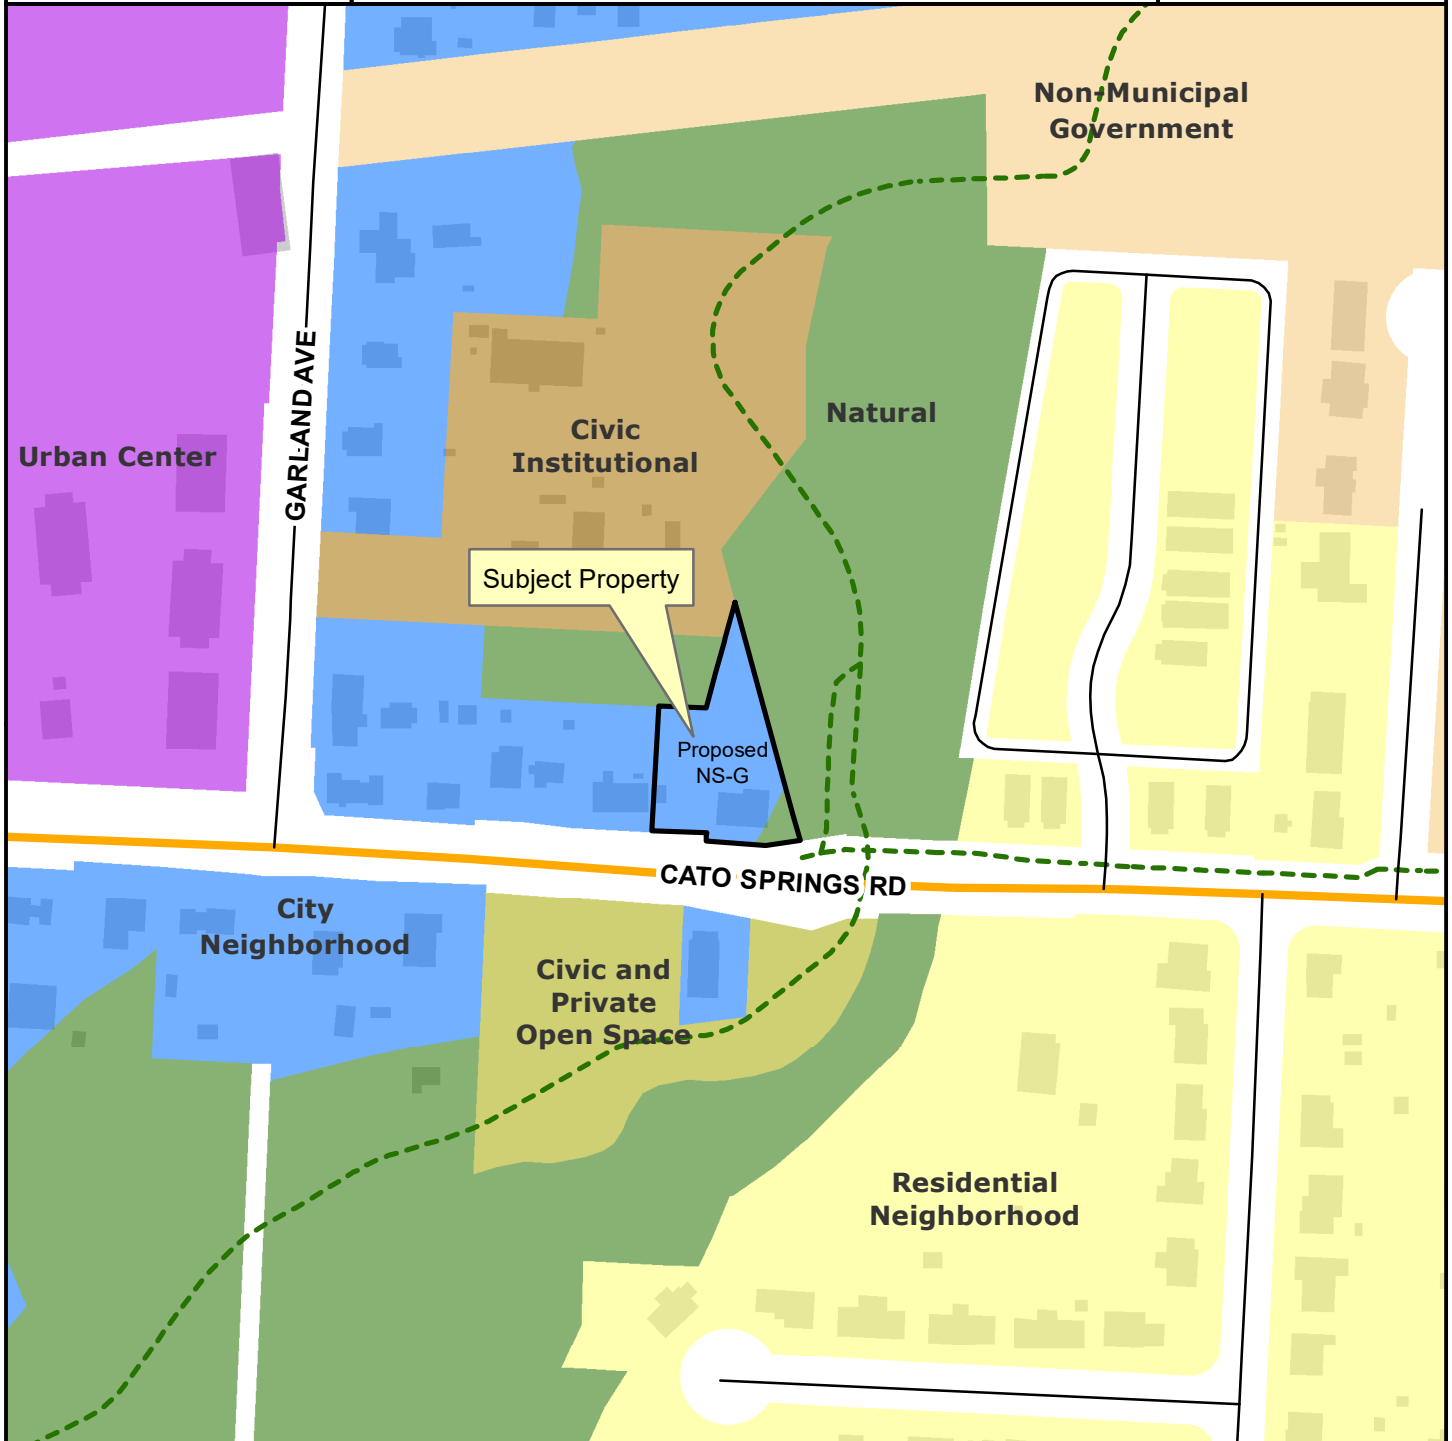 Non-Municipal
Government
GARLAND AVE
Natural
Civic
Institutional
Urban Center
Subject Property
Proposed
NS-G
CATO SPRINGS RD
City
Neighborhood
Civic and
Private
Open Space
Residential
Neighborhood